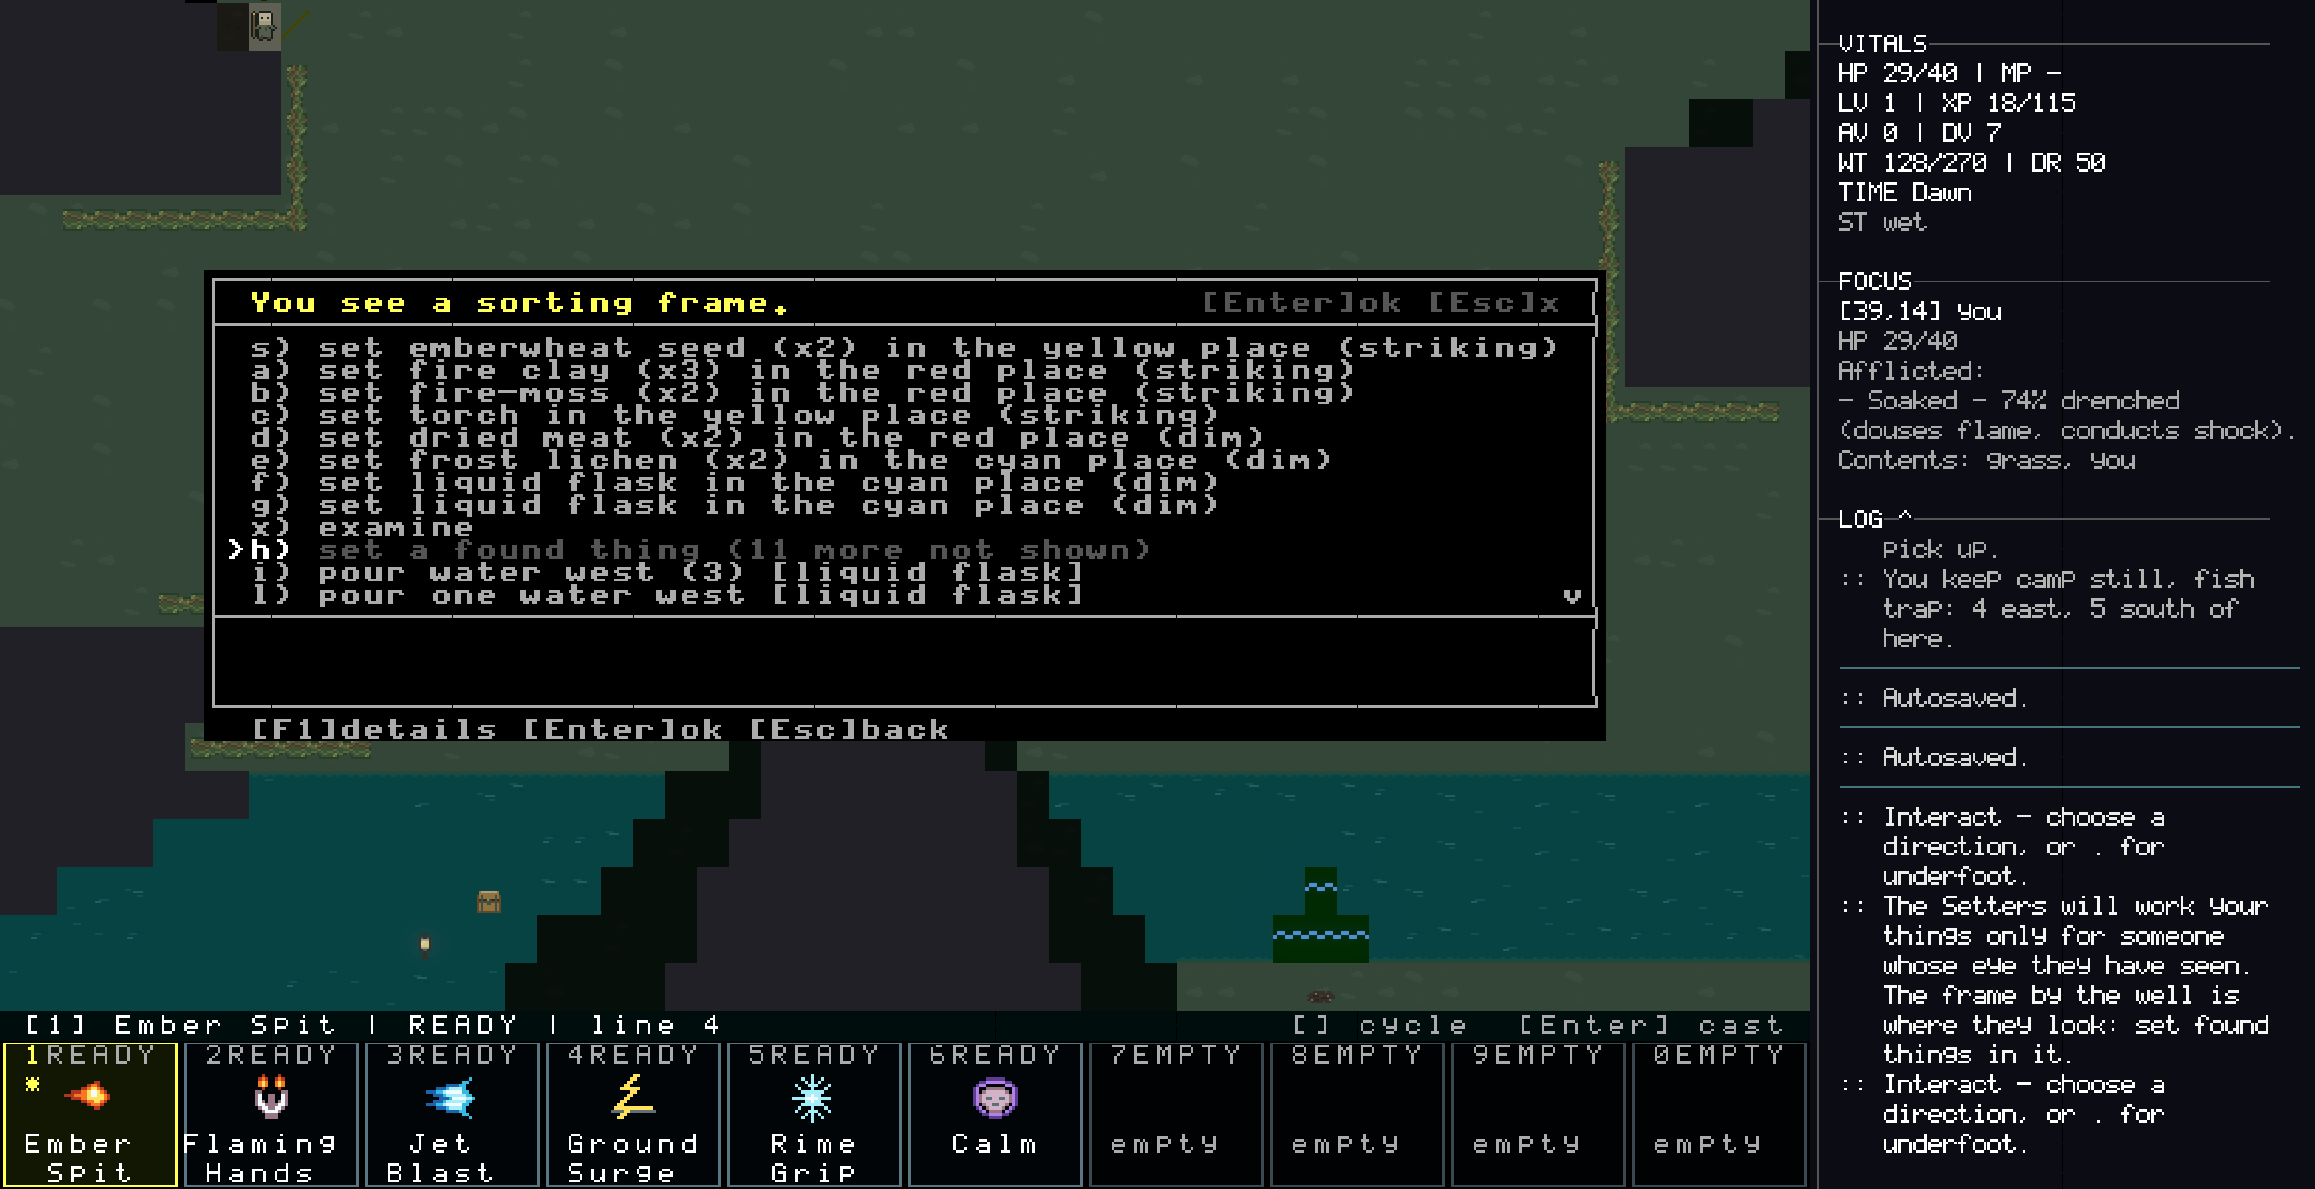 You see a sorting frame. [Enter]ok [Esc]x
s) set emberwheat seed (x2) in the yellow place (striking)
a) set fire clay (x3) in the red place (striking)
b) set fire-moss (x2) in the red place (striking)
c) set torch in the yellow place (striking)
d) set dried meat (x2) in the red place (dim)
e) set frost lichen (x2) in the cyan place (dim)
f) set liquid flask in the cyan place (dim)
g) set liquid flask in the cyan place (dim)
x) examine
>h) set a found thing (11 more not shown)
i) pour water west (3) [liquid flask]
l) pour one water west [liquid flask] v
[F1]details [Enter]ok [Esc]back
[1] Ember Spit | READY | line 4 [] cycle [Enter] cast
1READY 2READY 3READY 4READY 5READY 6READY 7EMPTY 8EMPTY 9EMPTY 0EMPTY
Ember Flaming Jet Ground Rime Calm empty empty empty empty
Spit Hands Blast Surge Grip
VITALS
HP 29/40 | MP -
LV 1 | XP 18/115
AV 0 | DV 7
WT 128/270 | DR 50
TIME Dawn
ST wet
FOCUS
[39,14] you
HP 29/40
Afflicted:
- Soaked - 74% drenched
(douses flame, conducts shock).
Contents: grass, you
LOG ^
pick up.
:: You keep camp still, fish
trap: 4 east, 5 south of
here.
:: Autosaved.
:: Autosaved.
:: Interact - choose a
direction, or . for
underfoot.
:: The Setters will work your
things only for someone
whose eye they have seen.
The frame by the well is
where they look: set found
things in it.
:: Interact - choose a
direction, or . for
underfoot.